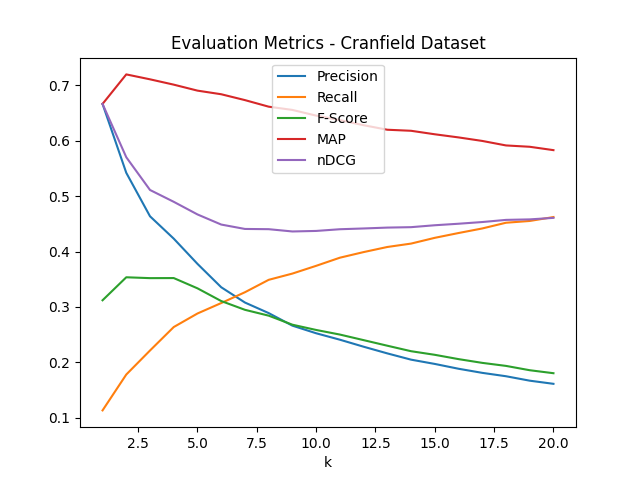 Evaluation Metrics - Cranfield Dataset
Precision
Recall
F-Score
MAP
nDCG
0.7
0.6
0.5
0.4
0.3
0.2
0.1
2.5 5.0 7.5 10.0 12.5 15.0 17.5 20.0
k